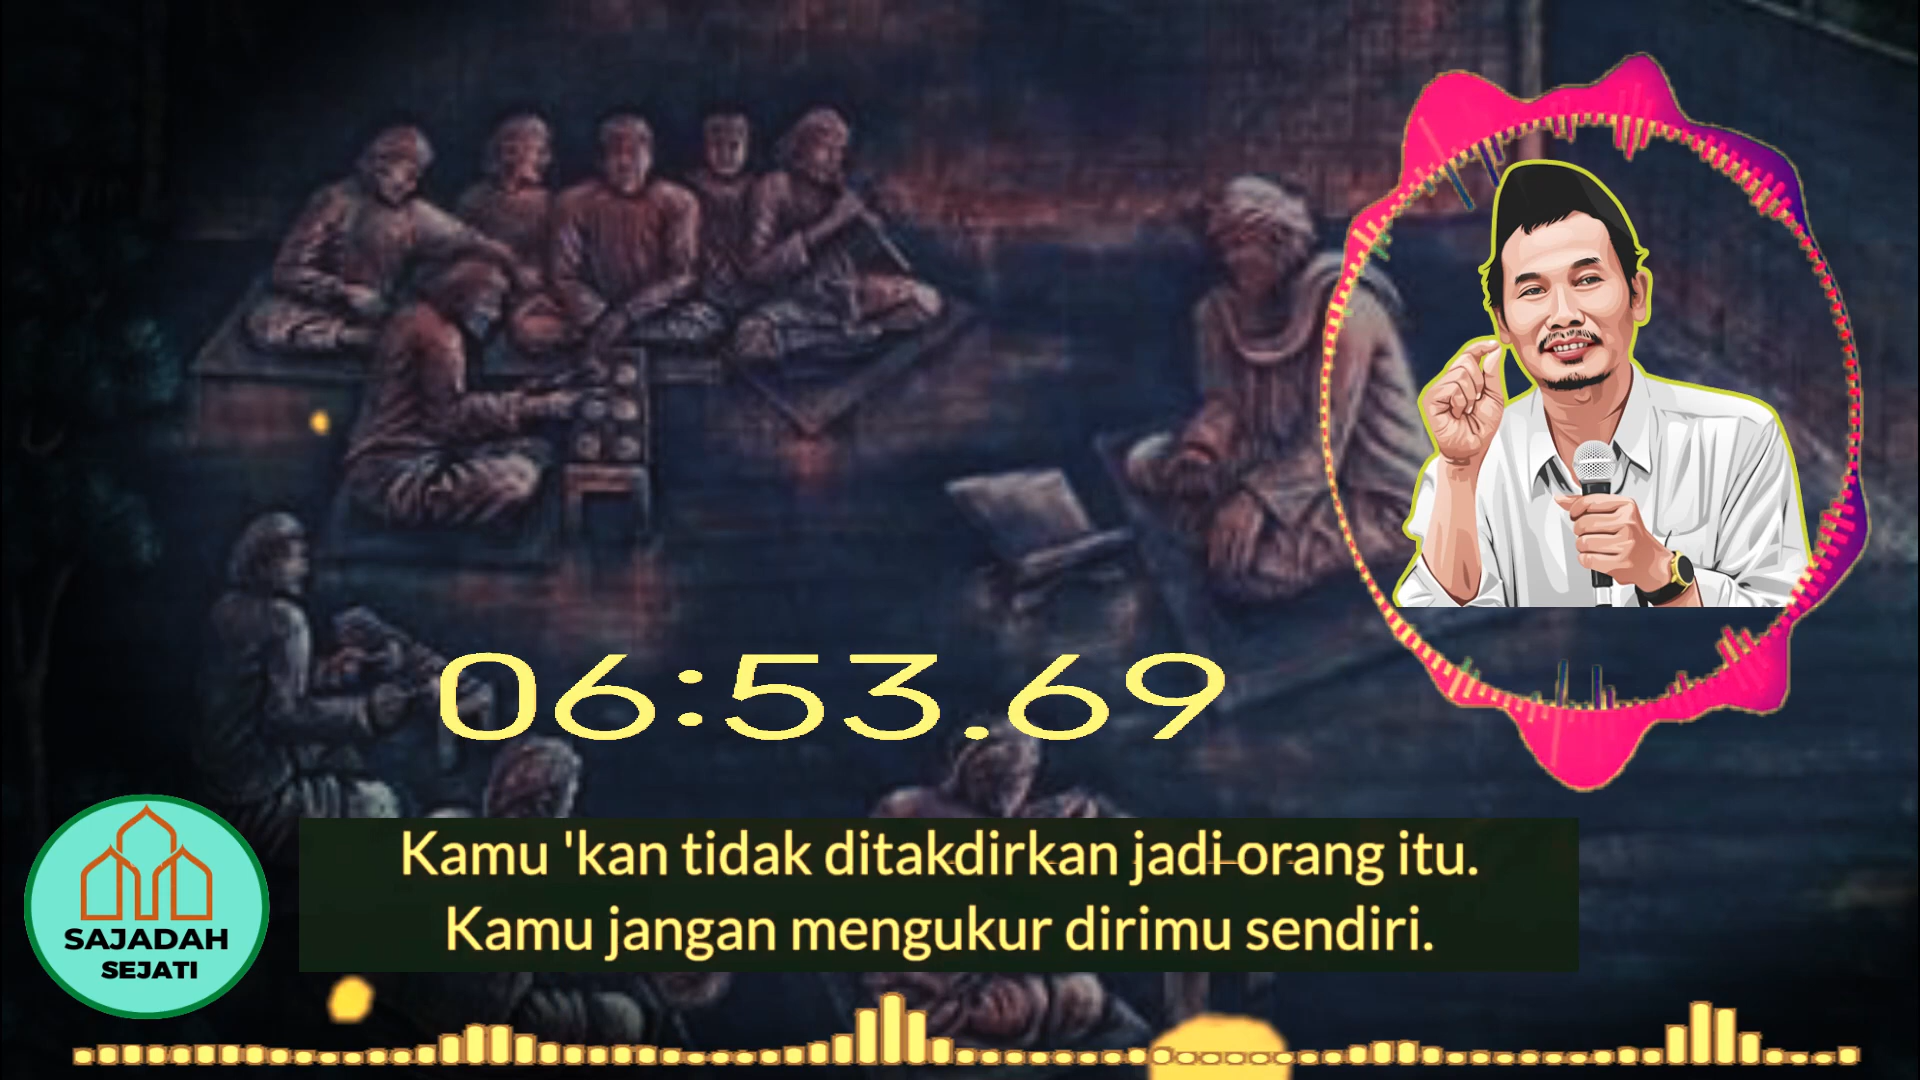 06:53.69
Kamu 'kan tidak ditakdirkan jadi orang itu.
Kamu jangan mengukur dirimu sendiri.
SAJADAH
SEJATI